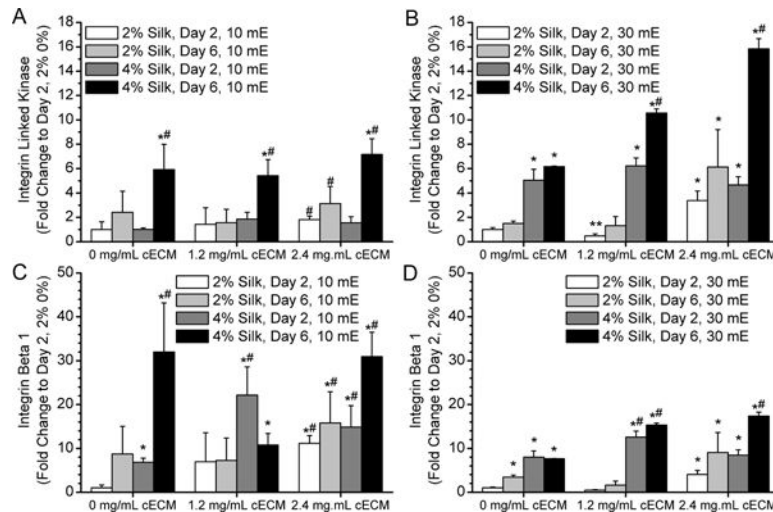 A
Integrin Linked Kinase
(Fold Change to Day 2, 2% 0%)
18
16
14
12
10
8
6
4
2
0
2% Silk, Day 2, 10 mE
2% Silk, Day 6, 10 mE
4% Silk, Day 2, 10 mE
4% Silk, Day 6, 10 mE
*#
*#
#
#
*#
0 mg/mL cECM
1.2 mg/mL cECM
2.4 mg.mL cECM
B
Integrin Linked Kinase
(Fold Change to Day 2, 2% 0%)
18
16
14
12
10
8
6
4
2
0
2% Silk, Day 2, 30 mE
2% Silk, Day 6, 30 mE
4% Silk, Day 2, 30 mE
4% Silk, Day 6, 30 mE
*
*
**
*
*#
*
*
*
*#
0 mg/mL cECM
1.2 mg/mL cECM
2.4 mg.mL cECM
C
Integrin Beta 1
(Fold Change to Day 2, 2% 0%)
50
40
30
20
10
0
2% Silk, Day 2, 10 mE
2% Silk, Day 6, 10 mE
4% Silk, Day 2, 10 mE
4% Silk, Day 6, 10 mE
*
*#
*#
*
*#
*#
*#
*#
0 mg/mL cECM
1.2 mg/mL cECM
2.4 mg.mL cECM
D
Integrin Beta 1
(Fold Change to Day 2, 2% 0%)
50
40
30
20
10
0
2% Silk, Day 2, 30 mE
2% Silk, Day 6, 30 mE
4% Silk, Day 2, 30 mE
4% Silk, Day 6, 30 mE
*
*
*
*#
*#
*
*
*
*#
0 mg/mL cECM
1.2 mg/mL cECM
2.4 mg.mL cECM